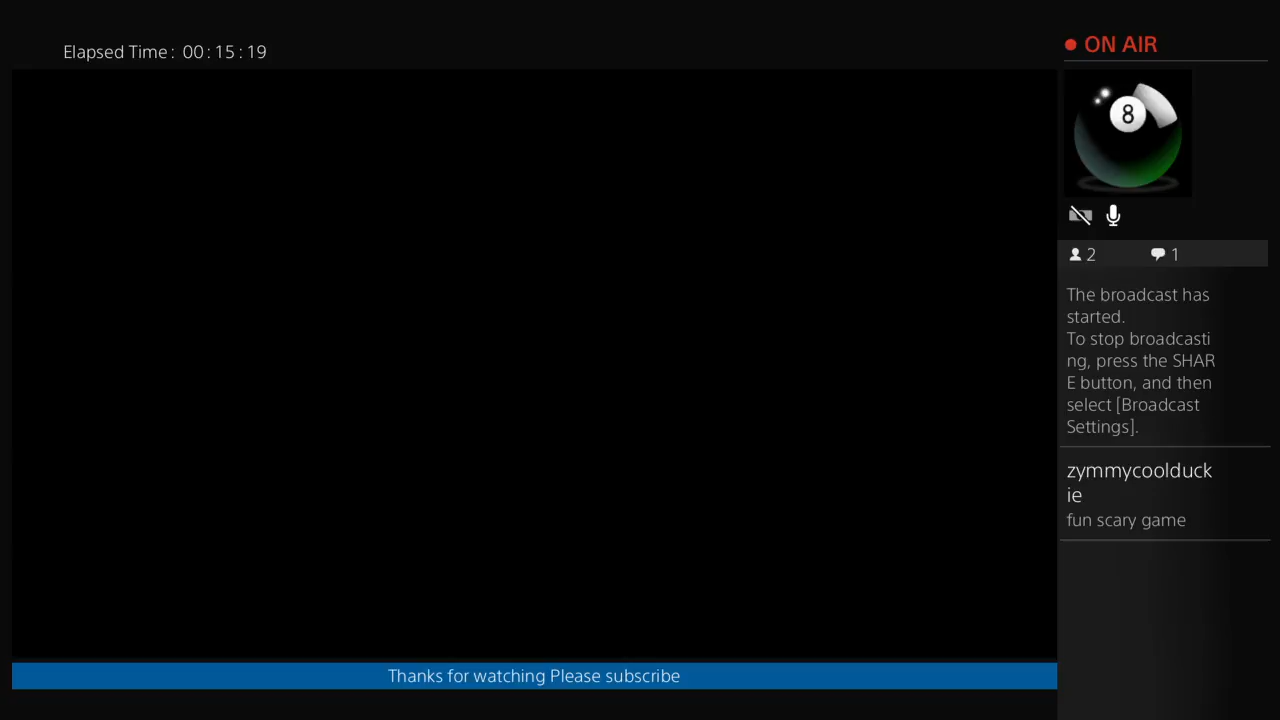 Elapsed Time: 00:15:19
ON AIR
8
2 1
The broadcast has
started.
To stop broadcasti
ng, press the SHAR
E button, and then
select [Broadcast
Settings].
zymmycoolduck
ie
fun scary game
Thanks for watching Please subscribe